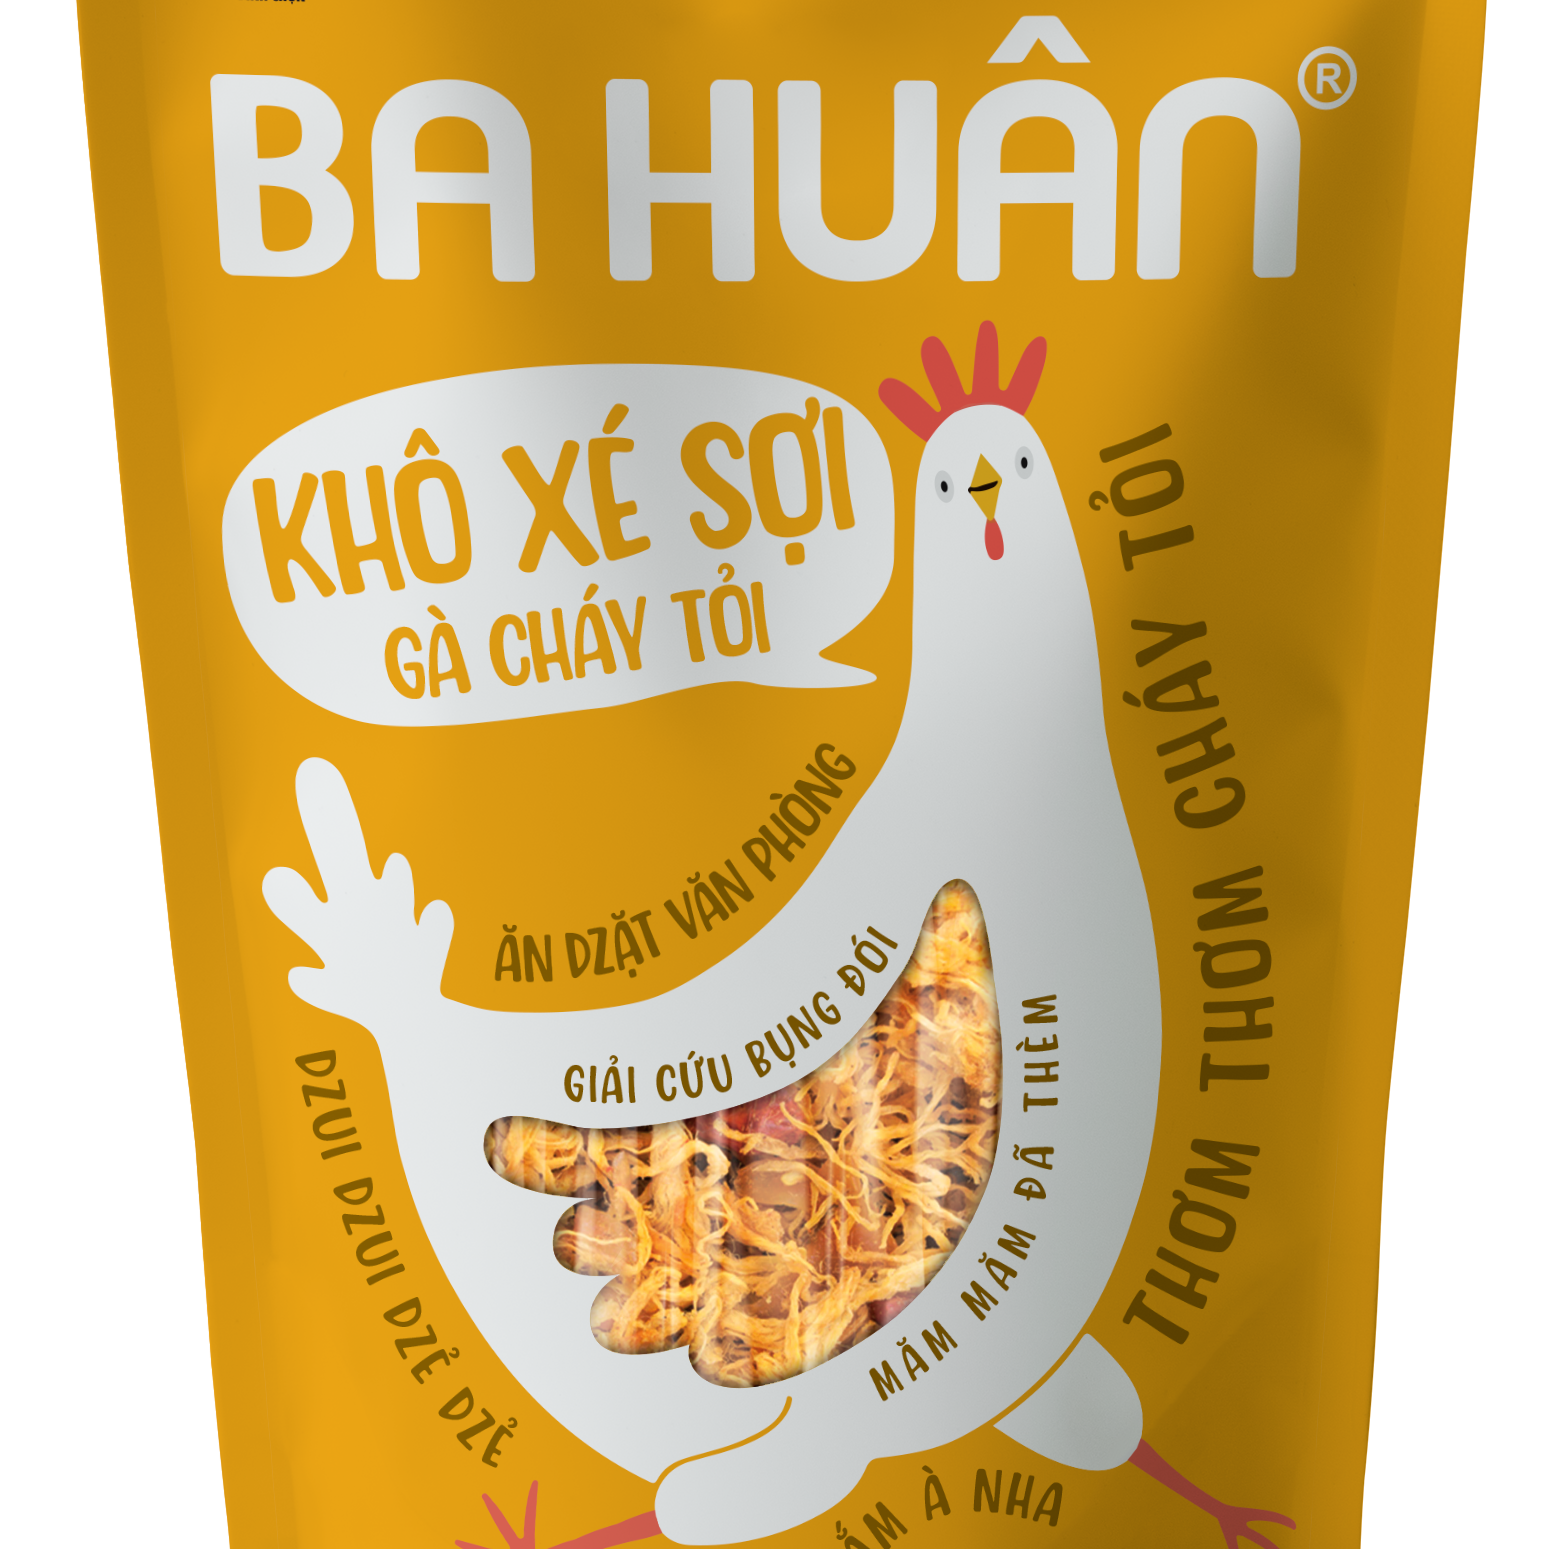 BA HUÂN®
KHÔ XÉ SỢI
GÀ CHÁY TỎI
ĂN DZẶT VĂN PHÒNG
GIẢI CỨU BỤNG ĐÓI
MĂM MĂM ĐÃ THÈM
THƠM THƠM CHÁY TỎI
DZUI DZUI DZẺ DZẺ
À NHA